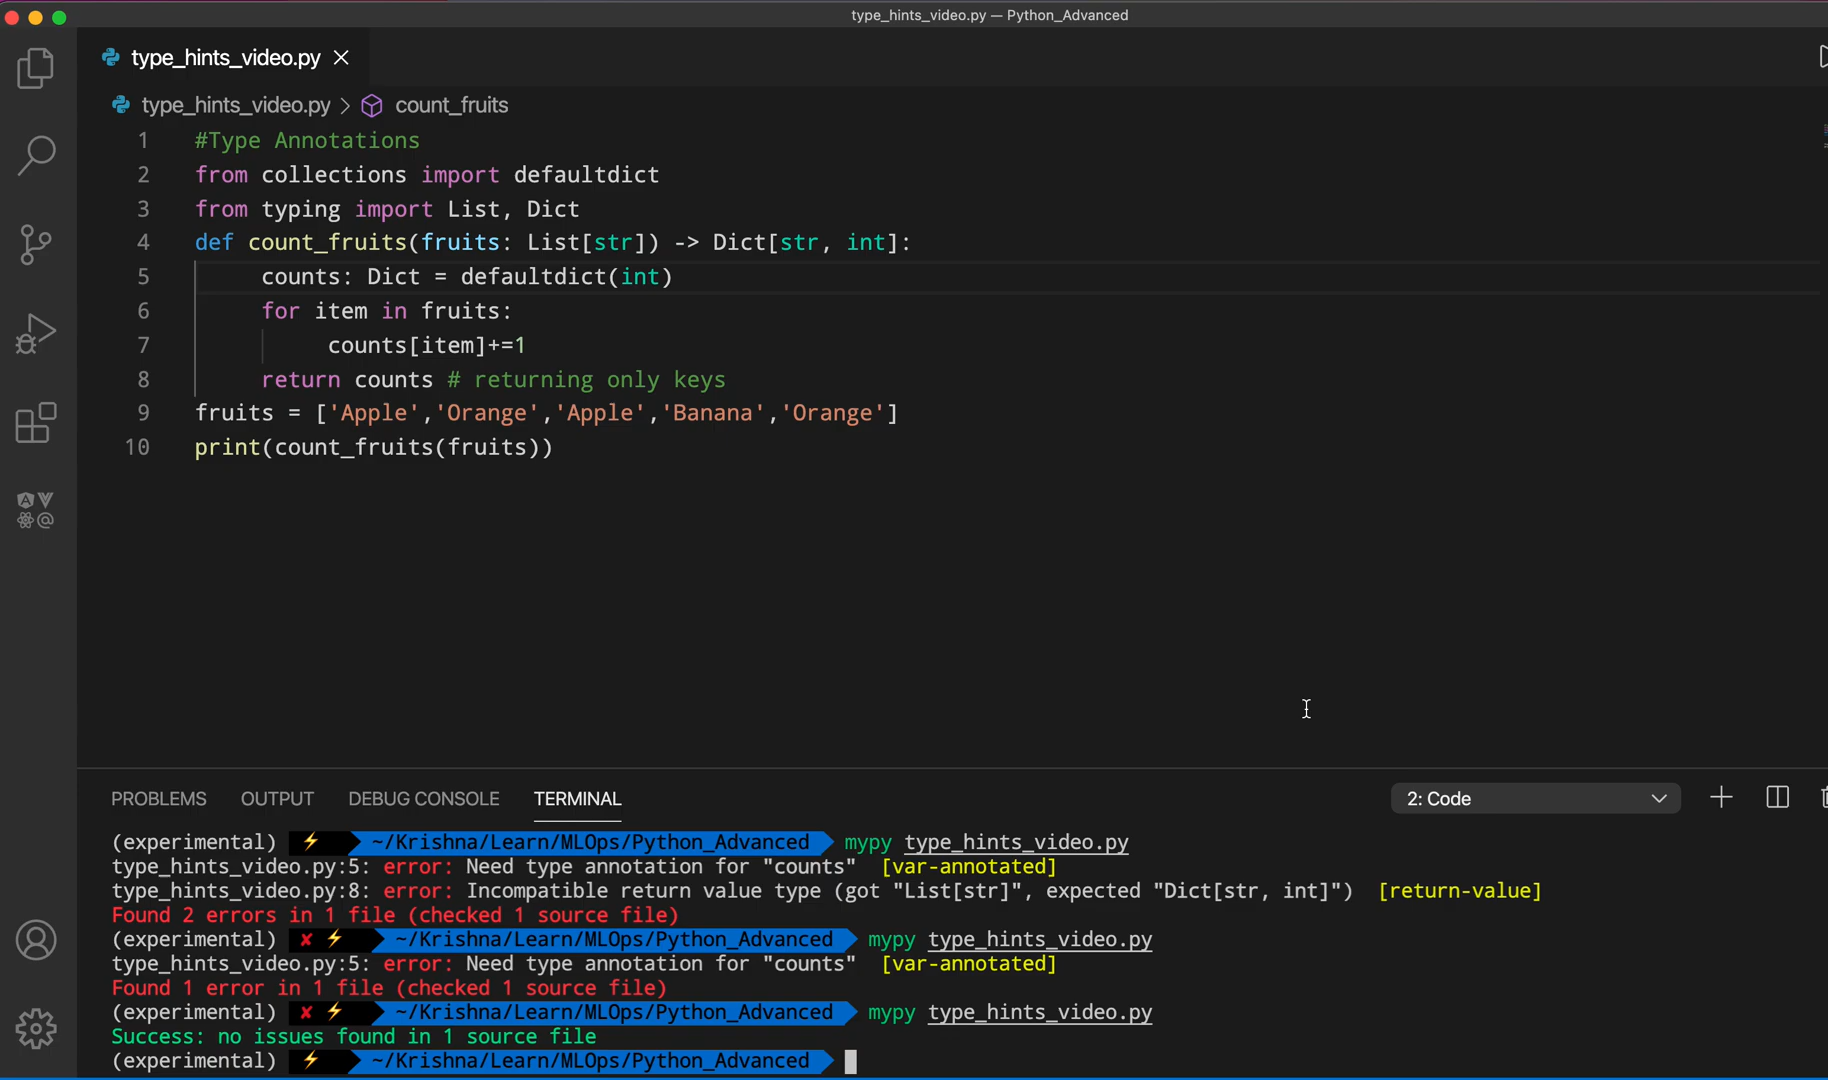 type_hints_video.py — Python_Advanced
type_hints_video.py
type_hints_video.py > count_fruits
1 #Type Annotations
2 from collections import defaultdict
3 from typing import List, Dict
4 def count_fruits(fruits: List[str]) -> Dict[str, int]:
5 counts: Dict = defaultdict(int)
6 for item in fruits:
7 counts[item]+=1
8 return counts # returning only keys
9 fruits = ['Apple','Orange','Apple','Banana','Orange']
10 print(count_fruits(fruits))
PROBLEMS OUTPUT DEBUG CONSOLE TERMINAL 2: Code
(experimental) ~/Krishna/Learn/MLOps/Python_Advanced mypy type_hints_video.py
type_hints_video.py:5: error: Need type annotation for "counts" [var-annotated]
type_hints_video.py:8: error: Incompatible return value type (got "List[str]", expected "Dict[str, int]") [return-value]
Found 2 errors in 1 file (checked 1 source file)
(experimental) ✘ ~/Krishna/Learn/MLOps/Python_Advanced mypy type_hints_video.py
type_hints_video.py:5: error: Need type annotation for "counts" [var-annotated]
Found 1 error in 1 file (checked 1 source file)
(experimental) ✘ ~/Krishna/Learn/MLOps/Python_Advanced mypy type_hints_video.py
Success: no issues found in 1 source file
(experimental) ~/Krishna/Learn/MLOps/Python_Advanced